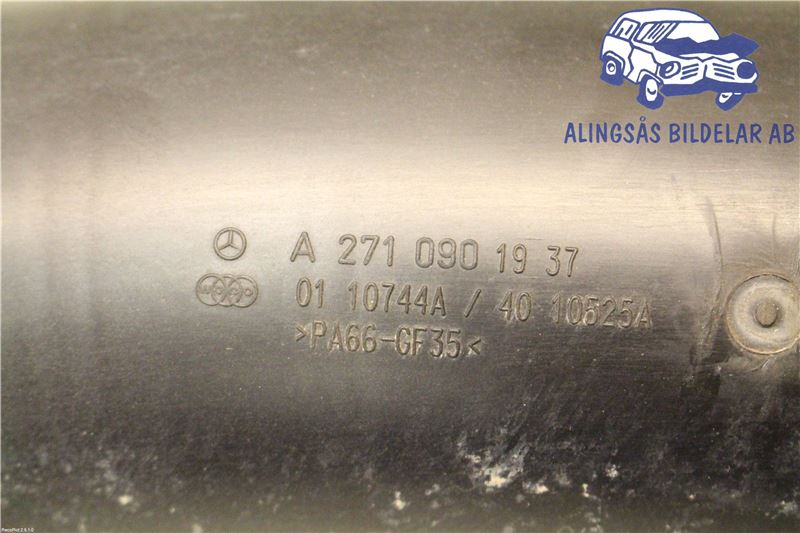 ALINGSÅS BILDELAR AB
A 271 090 19 37
01 10744A / 40 10525A
>PA66-GF35<